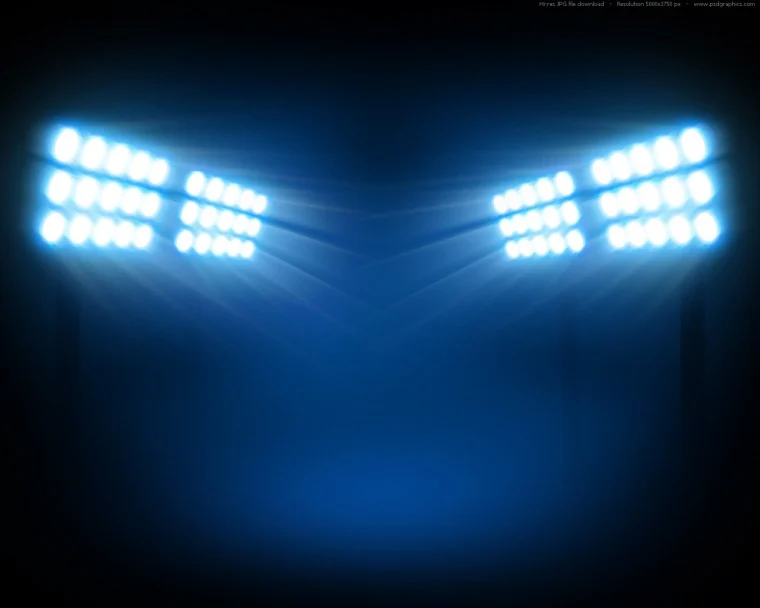 Hi-res JPG file download • Resolution 5000x3750 px • www.psdgraphics.com